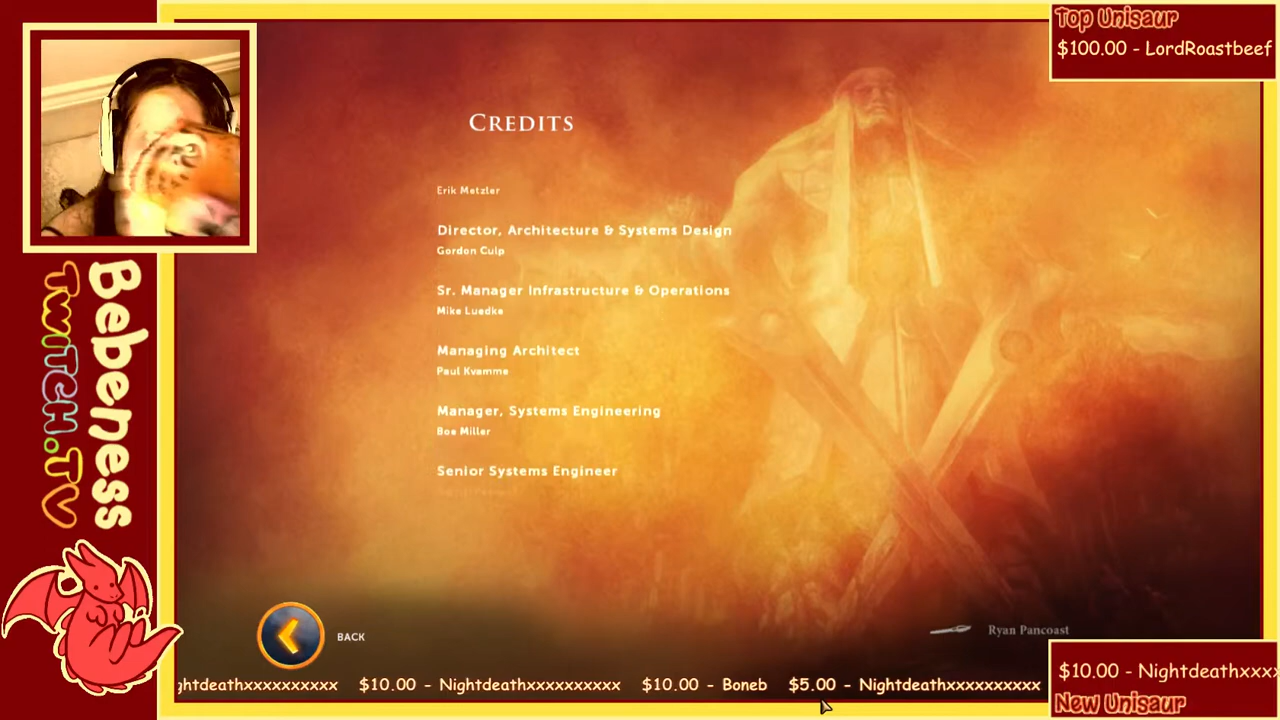 Top Unisaur
$100.00 - LordRoastbeef
CREDITS
Erik Metzler
Director, Architecture & Systems Design
Gordon Culp
Sr. Manager Infrastructure & Operations
Mike Luedke
Managing Architect
Paul Kvamme
Manager, Systems Engineering
Boe Miller
Senior Systems Engineer
Bebeness
TWITCH.TV
BACK
Ryan Pancoast
ghtdeathxxxxxxxxxx $10.00 - Nightdeathxxxxxxxxxx $10.00 - Boneb $5.00 - Nightdeathxxxxxxxxxx
$10.00 - Nightdeathxxxx
New Unisaur